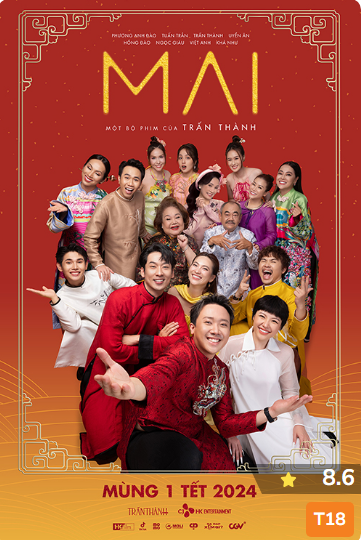 PHƯƠNG ANH ĐÀO TUẤN TRẦN TRẤN THÀNH UYỂN ÂN
HỒNG ĐÀO NGỌC GIÀU VIỆT ANH KHẢ NHƯ
MAI
MỘT BỘ PHIM CỦA TRẤN THÀNH
8.6
MÙNG 1 TẾT 2024
T18
TRẤN THÀNH TOWN
CJ HK ENTERTAINMENT
CGV